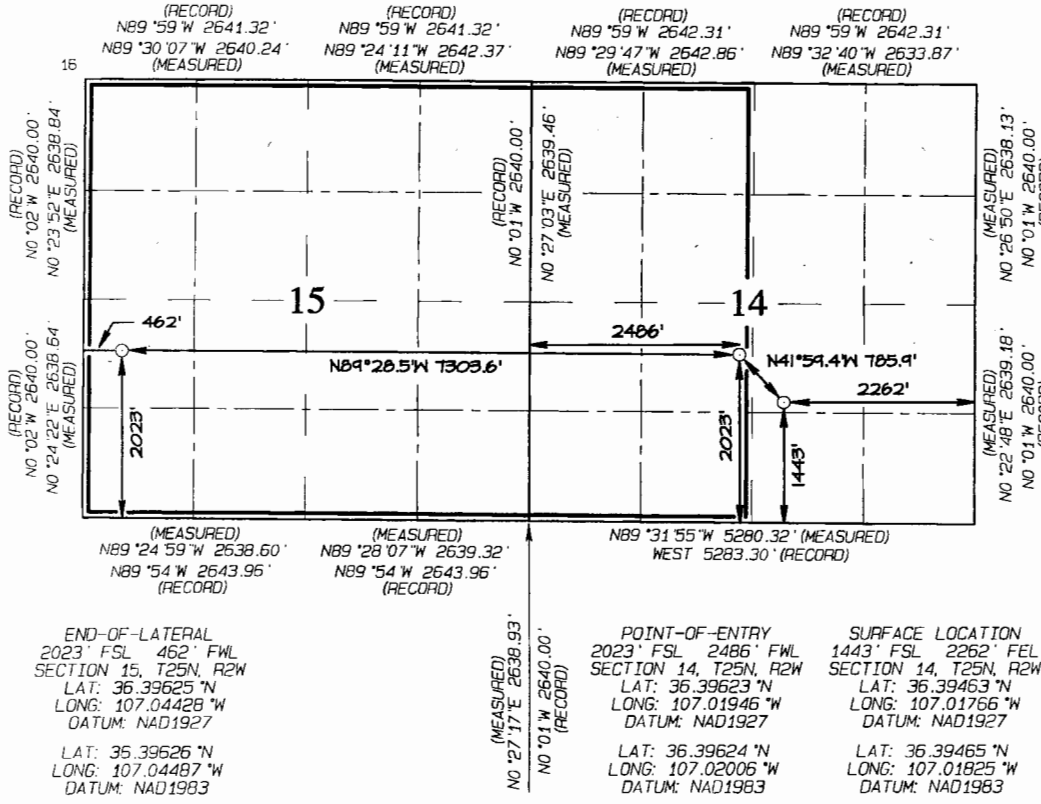 (RECORD)
N89°59'W 2641.32'
N89°30'07"W 2640.24'
(MEASURED)
(RECORD)
N89°59'W 2641.32'
N89°24'11"W 2642.37'
(MEASURED)
(RECORD)
N89°59'W 2642.31'
N89°29'47"W 2642.86'
(MEASURED)
(RECORD)
N89°59'W 2642.31'
N89°32'40"W 2633.87'
(MEASURED)
16
(RECORD)
N0°02'W 2640.00'
N0°23'52"E 2638.84'
(MEASURED)
(RECORD)
N0°01'W 2640.00'
N0°27'03"E 2639.46'
(MEASURED)
(MEASURED)
N0°26'50"E 2638.13'
N0°01'W 2640.00'
15
14
462'
2486'
N89°28.5'W 7303.6'
N41°59.4'W 785.9'
2262'
2023'
2023'
1443'
(RECORD)
N0°02'W 2640.00'
N0°24'22"E 2638.64'
(MEASURED)
(MEASURED)
N0°22'48"E 2639.18'
N0°01'W 2640.00'
(MEASURED)
N89°24'59"W 2638.60'
N89°54'W 2643.96'
(RECORD)
(MEASURED)
N89°28'07"W 2639.32'
N89°54'W 2643.96'
(RECORD)
N89°31'55"W 5280.32' (MEASURED)
WEST 5283.30' (RECORD)
(MEASURED)
N0°27'17"E 2638.93'
N0°01'W 2640.00'
(RECORD)
END-OF-LATERAL
2023' FSL 462' FWL
SECTION 15, T25N, R2W
LAT: 36.39625°N
LONG: 107.04428°W
DATUM: NAD1927
LAT: 36.39626°N
LONG: 107.04487°W
DATUM: NAD1983
POINT-OF-ENTRY
2023' FSL 2486' FWL
SECTION 14, T25N, R2W
LAT: 36.39623°N
LONG: 107.01946°W
DATUM: NAD1927
LAT: 36.39624°N
LONG: 107.02006°W
DATUM: NAD1983
SURFACE LOCATION
1443' FSL 2262' FEL
SECTION 14, T25N, R2W
LAT: 36.39463°N
LONG: 107.01766°W
DATUM: NAD1927
LAT: 36.39465°N
LONG: 107.01825°W
DATUM: NAD1983